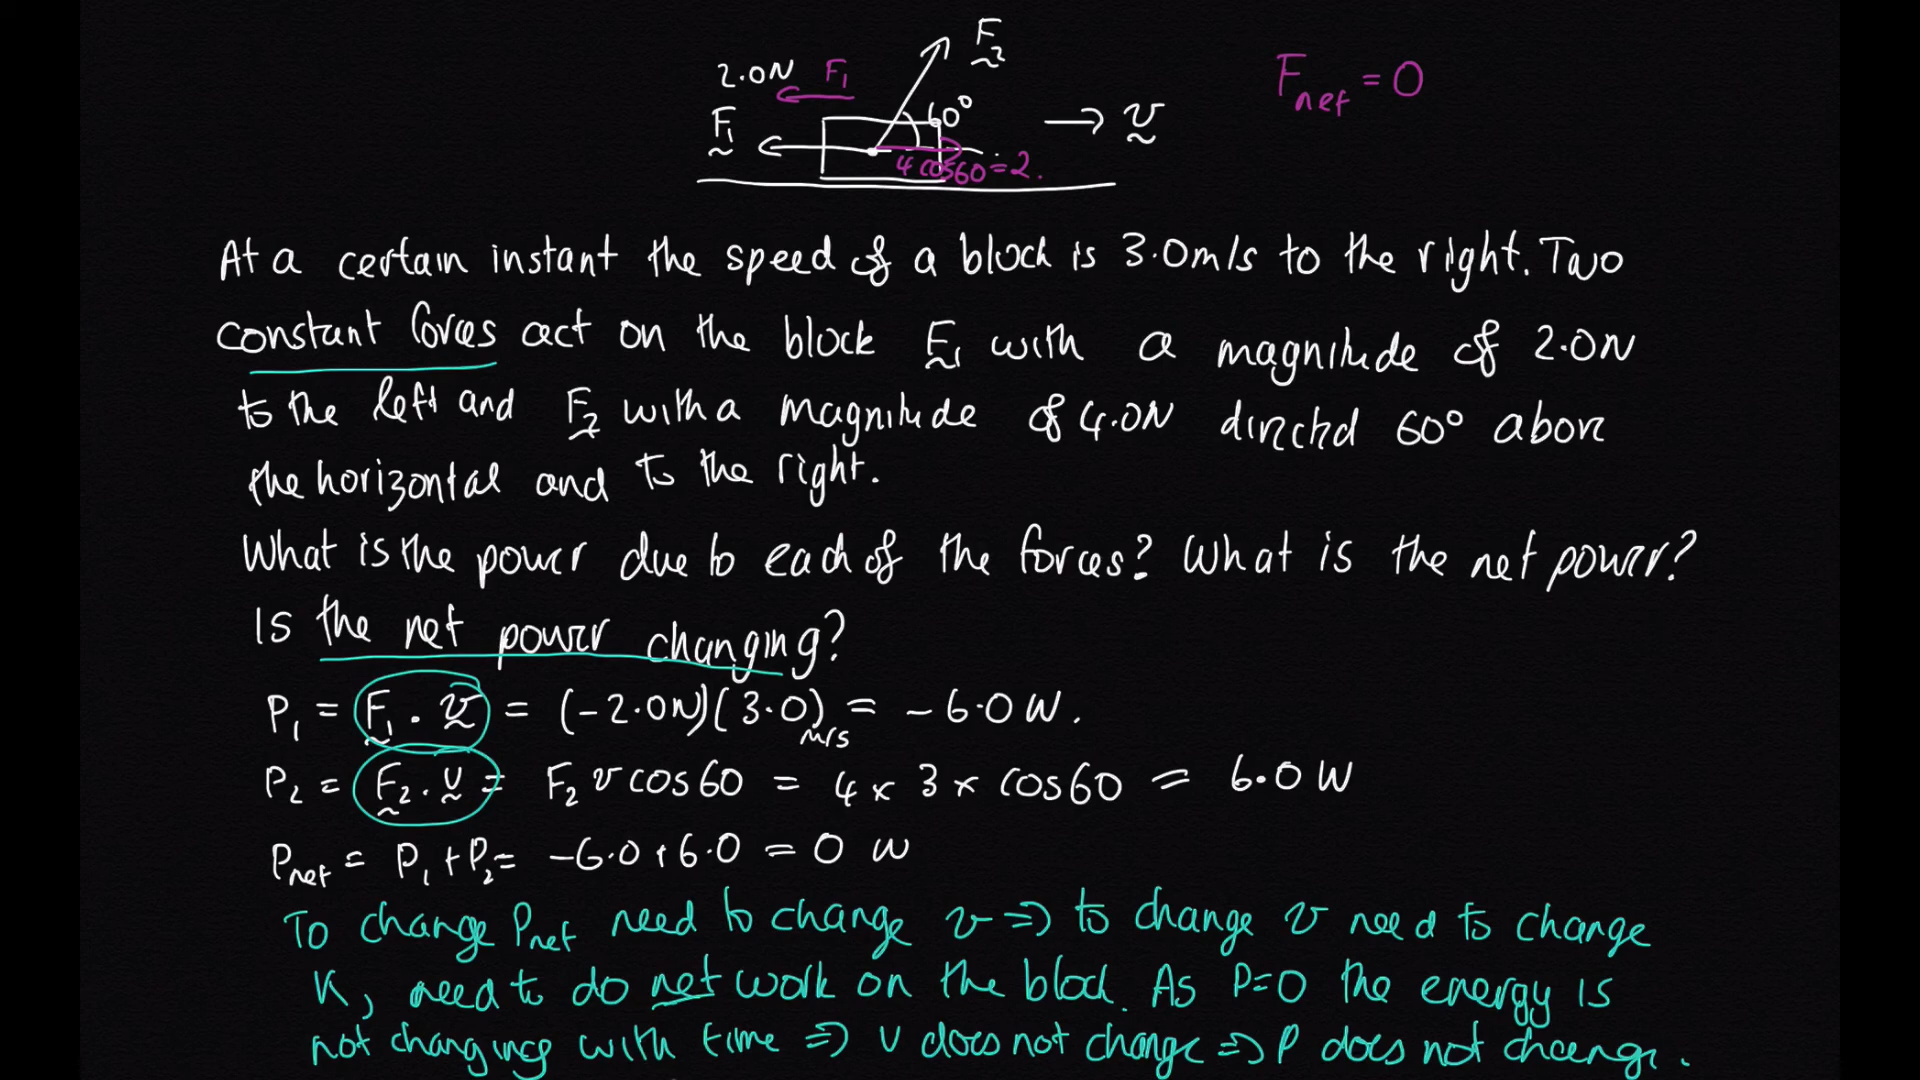 F₂
2.0N F₁
Fnet = 0
F₁ 60° → v
4 cos60 = 2.
At a certain instant the speed of a block is 3.0m/s to the right. Two
constant forces act on the block F₁ with a magnitude of 2.0N
to the left and F₂ with a magnitude of 4.0N directed 60° above
the horizontal and to the right.
What is the power due to each of the forces? What is the net power?
Is the net power changing?
P₁ = F₁ . v = (-2.0N)(3.0) m/s = -6.0 W.
P₂ = F₂ . v = F₂ v cos60 = 4 x 3 x cos60 = 6.0 W
Pnet = P₁ + P₂ = -6.0 + 6.0 = 0 W
To change Pnet need to change v => to change v need to change
K, need to do net work on the block. As P=0 the energy is
not changing with time => v does not change => P does not change.